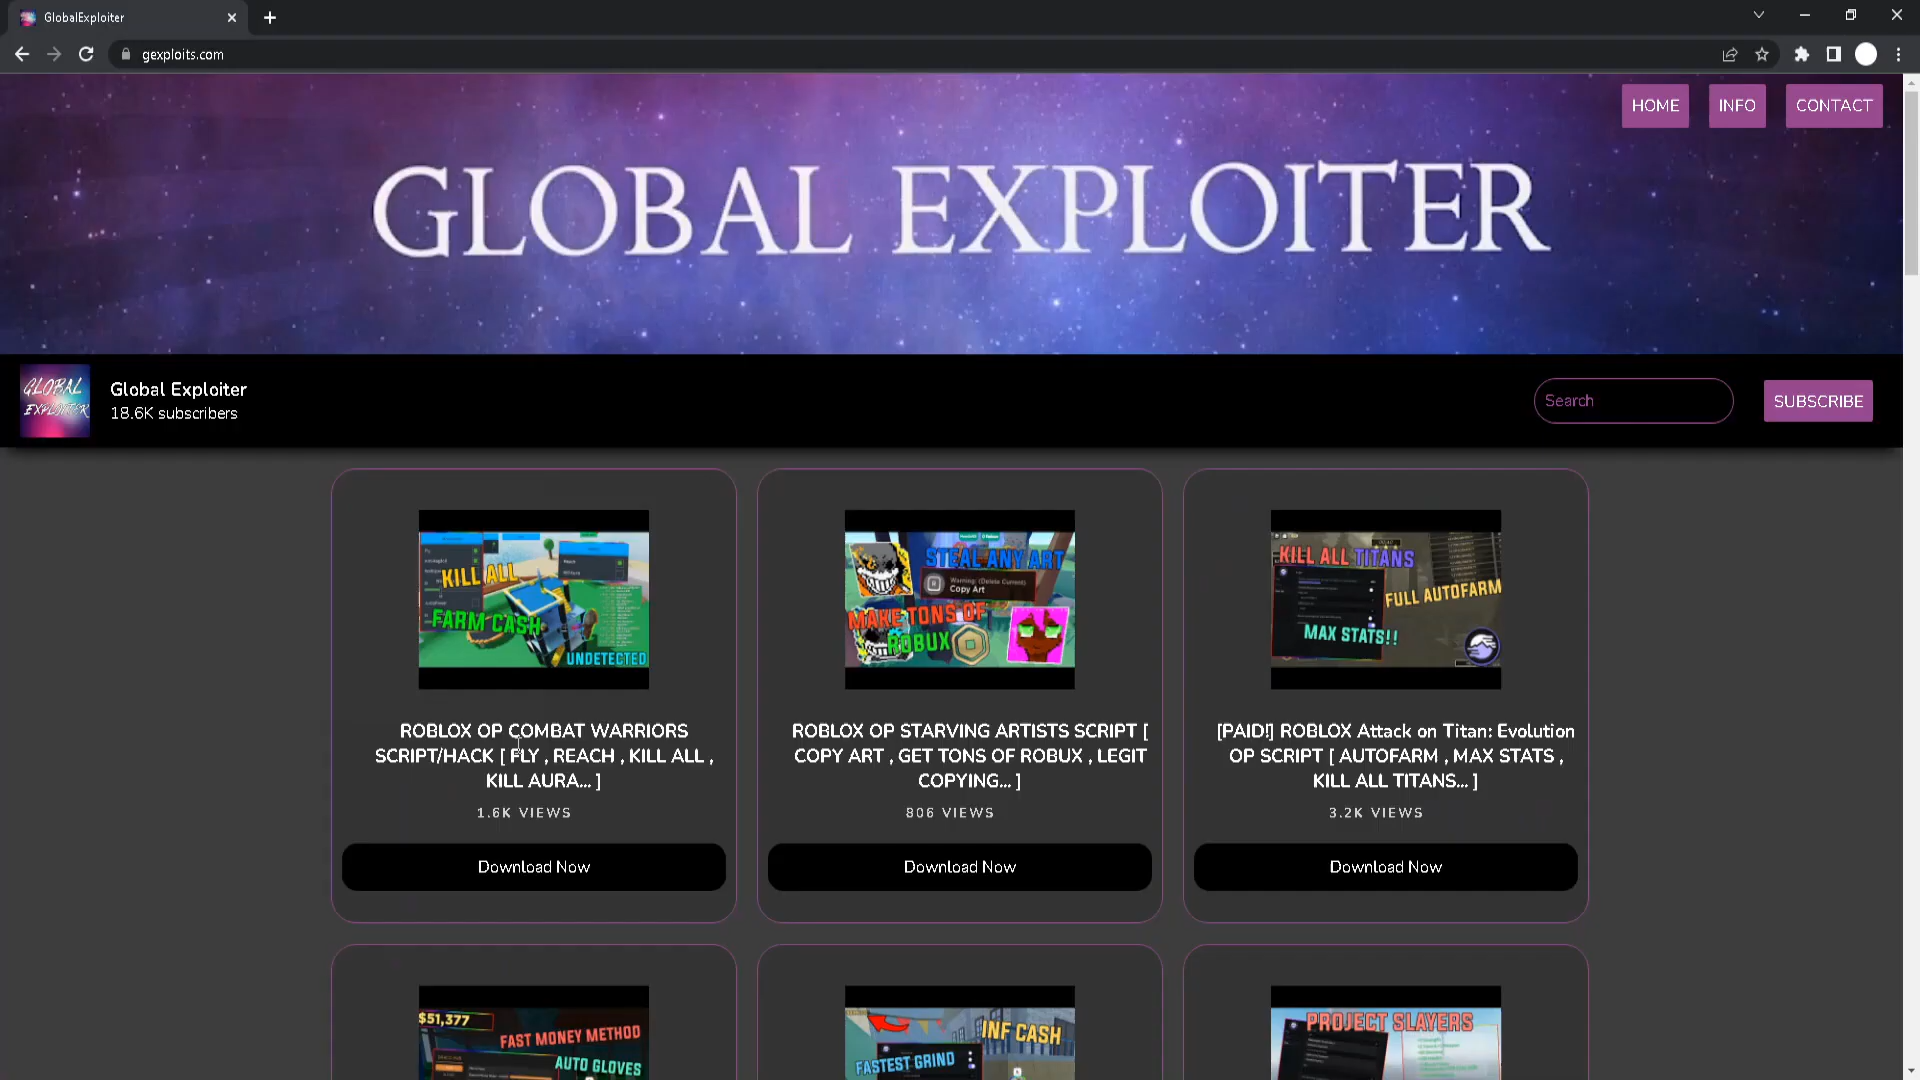 GlobalExploiter
gexploits.com
HOME INFO CONTACT
GLOBAL EXPLOITER
GLOBAL
EXPLOITER
Global Exploiter
18.6K subscribers
Search
SUBSCRIBE
KILL ALL
FARM CASH
UNDETECTED
ROBLOX OP COMBAT WARRIORS
SCRIPT/HACK [ FLY , REACH , KILL ALL ,
KILL AURA... ]
1.6K VIEWS
Download Now
STEAL ANY ART
Warning: (Delete Current)
Copy Art
MAKE TONS OF
ROBUX
ROBLOX OP STARVING ARTISTS SCRIPT [
COPY ART , GET TONS OF ROBUX , LEGIT
COPYING... ]
806 VIEWS
Download Now
KILL ALL TITANS
FULL AUTOFARM
MAX STATS!!
[PAID!] ROBLOX Attack on Titan: Evolution
OP SCRIPT [ AUTOFARM , MAX STATS ,
KILL ALL TITANS... ]
3.2K VIEWS
Download Now
$51,377
FAST MONEY METHOD
AUTO GLOVES
INF CASH
FASTEST GRIND
PROJECT SLAYERS